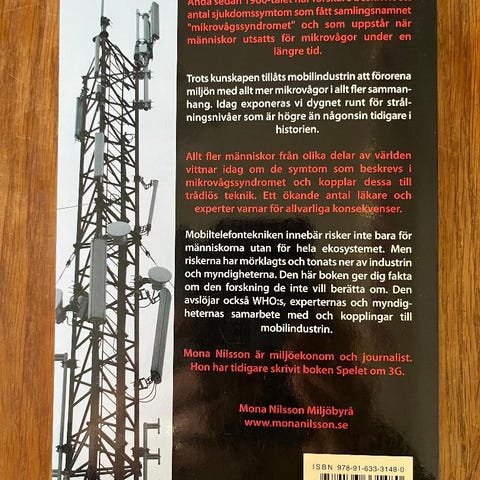 antal sjukdomssymtom som fått samlingsnamnet
"mikrovågssyndromet" och som uppstår när
människor utsatts för mikrovågor under en
längre tid.
Trots kunskapen tillåts mobilindustrin att förorena
miljön med allt mer mikrovågor i allt fler samman-
hang. Idag exponeras vi dygnet runt för strål-
ningsnivåer som är högre än någonsin tidigare i
historien.
Allt fler människor från olika delar av världen
vittnar idag om de symtom som beskrevs i
mikrovågssyndromet och kopplar dessa till
trådlös teknik. Ett ökande antal läkare och
experter varnar för allvarliga konsekvenser.
Mobiltelefontekniken innebär risker inte bara för
människorna utan för hela ekosystemet. Men
riskerna har mörklagts och tonats ner av industrin
och myndigheterna. Den här boken ger dig fakta
om den forskning de inte vill berätta om. Den
avslöjar också WHO:s, experternas och myndig-
heternas samarbete med och kopplingar till
mobilindustrin.
Mona Nilsson är miljöekonom och journalist.
Hon har tidigare skrivit boken Spelet om 3G.
Mona Nilsson Miljöbyrå
www.monanilsson.se
ISBN 978-91-633-3148-0